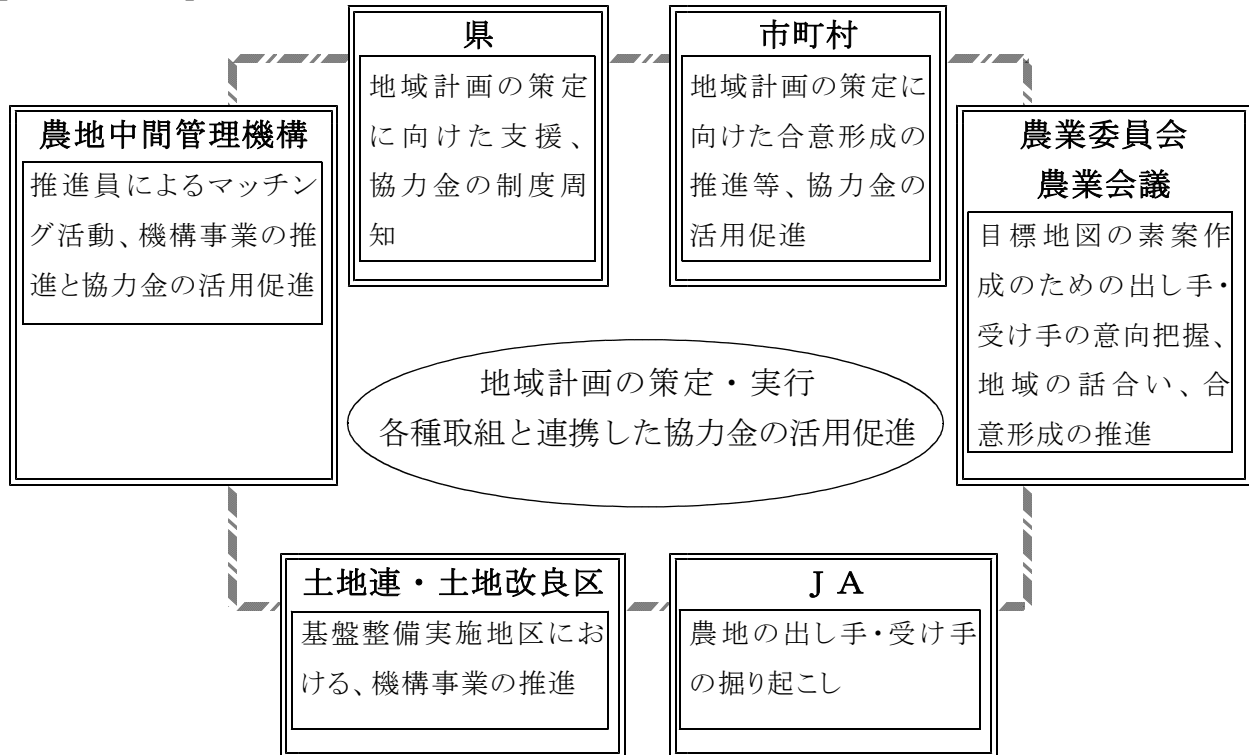 県
地域計画の策定
に向けた支援、
協力金の制度周
知
市町村
地域計画の策定に
向けた合意形成の
推進等、協力金の
活用促進
農地中間管理機構
推進員によるマッチン
グ活動、機構事業の推
進と協力金の活用促進
農業委員会
農業会議
目標地図の素案作
成のための出し手・
受け手の意向把握、
地域の話合い、合
意形成の推進
地域計画の策定・実行
各種取組と連携した協力金の活用促進
土地連・土地改良区
基盤整備実施地区にお
ける、機構事業の推進
ＪＡ
農地の出し手・受け手
の掘り起こし